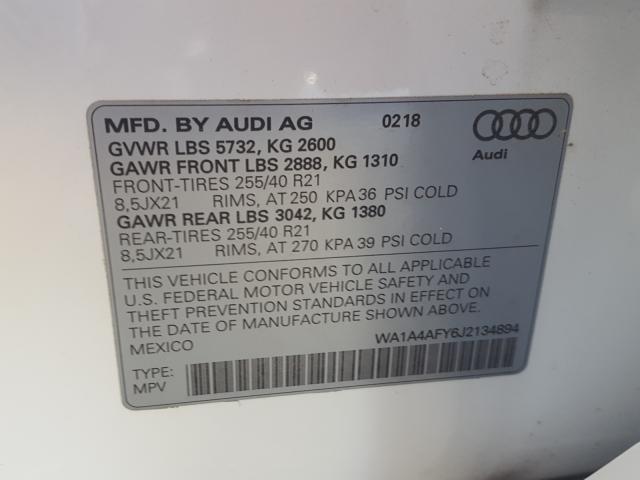 MFD. BY AUDI AG 0218
Audi
GVWR LBS 5732, KG 2600
GAWR FRONT LBS 2888, KG 1310
FRONT-TIRES 255/40 R21
8,5JX21 RIMS, AT 250 KPA 36 PSI COLD
GAWR REAR LBS 3042, KG 1380
REAR-TIRES 255/40 R21
8,5JX21 RIMS, AT 270 KPA 39 PSI COLD
THIS VEHICLE CONFORMS TO ALL APPLICABLE
U.S. FEDERAL MOTOR VEHICLE SAFETY AND
THEFT PREVENTION STANDARDS IN EFFECT ON
THE DATE OF MANUFACTURE SHOWN ABOVE.
MEXICO WA1A4AFY6J2134894
TYPE:
MPV